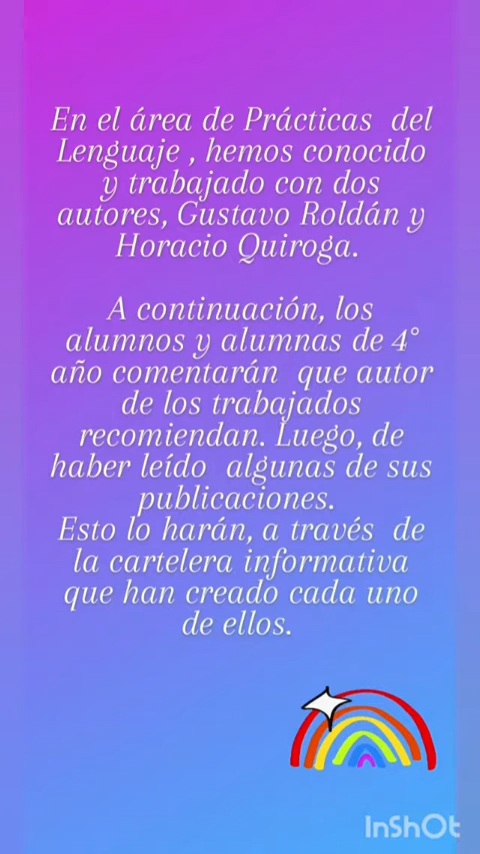 En el área de Prácticas del
Lenguaje , hemos conocido
y trabajado con dos
autores, Gustavo Roldán y
Horacio Quiroga.
A continuación, los
alumnos y alumnas de 4°
año comentarán que autor
de los trabajados
recomiendan. Luego, de
haber leído algunas de sus
publicaciones.
Esto lo harán, a través de
la cartelera informativa
que han creado cada uno
de ellos.
InShOt